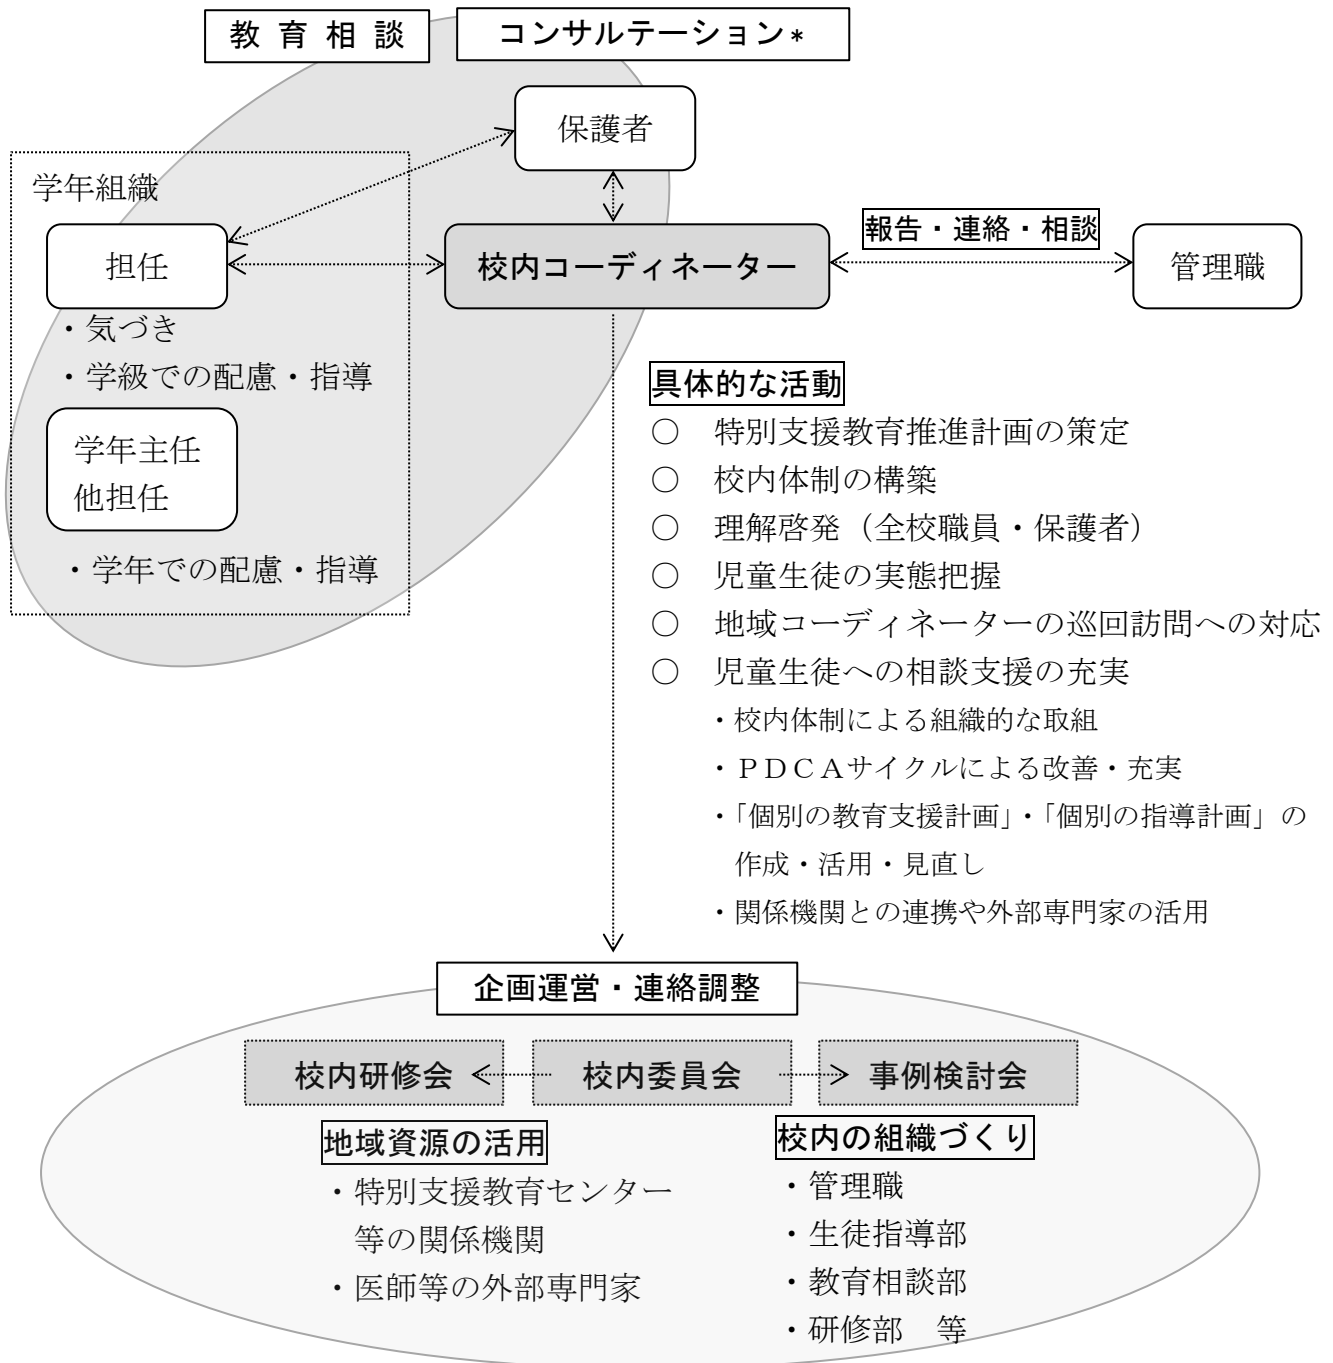 教 育 相 談
コンサルテーション*
保護者
学年組織
担任
・気づき
・学級での配慮・指導
学年主任
他担任
・学年での配慮・指導
校内コーディネーター
報告・連絡・相談
管理職
具体的な活動
○　特別支援教育推進計画の策定
○　校内体制の構築
○　理解啓発（全校職員・保護者）
○　児童生徒の実態把握
○　地域コーディネーターの巡回訪問への対応
○　児童生徒への相談支援の充実
・校内体制による組織的な取組
・ＰＤＣＡサイクルによる改善・充実
・「個別の教育支援計画」・「個別の指導計画」の
作成・活用・見直し
・関係機関との連携や外部専門家の活用
企画運営・連絡調整
校内研修会
校内委員会
事例検討会
地域資源の活用
・特別支援教育センター
等の関係機関
・医師等の外部専門家
校内の組織づくり
・管理職
・生徒指導部
・教育相談部
・研修部　等